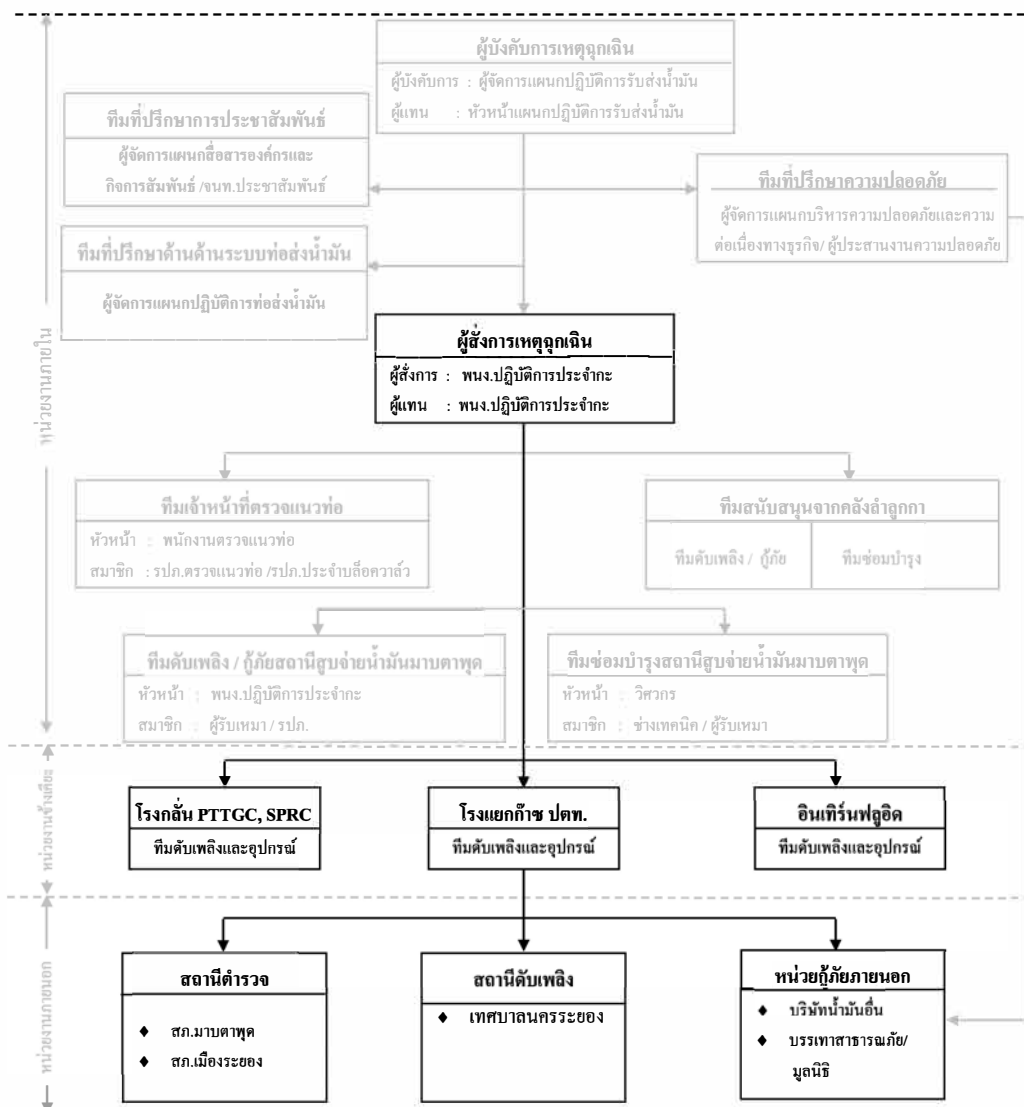 ผู้บังคับการเหตุฉุกเฉิน
ผู้บังคับการ : ผู้จัดการแผนกปฏิบัติการรับส่งน้ำมัน
ผู้แทน : หัวหน้าแผนกปฏิบัติการรับส่งน้ำมัน
ทีมที่ปรึกษาการประชาสัมพันธ์
ผู้จัดการแผนกสื่อสารองค์กรและ
กิจการสัมพันธ์ /จนท.ประชาสัมพันธ์
ทีมที่ปรึกษาความปลอดภัย
ผู้จัดการแผนกบริหารความปลอดภัยและความ
ต่อเนื่องทางธุรกิจ/ ผู้ประสานงานความปลอดภัย
ทีมที่ปรึกษาด้านด้านระบบท่อส่งน้ำมัน
ผู้จัดการแผนกปฏิบัติการท่อส่งน้ำมัน
หน่วยงานภายใน
ผู้สั่งการเหตุฉุกเฉิน
ผู้สั่งการ : พนง.ปฏิบัติการประจำกะ
ผู้แทน : พนง.ปฏิบัติการประจำกะ
ทีมเจ้าหน้าที่ตรวจแนวท่อ
หัวหน้า : พนักงานตรวจแนวท่อ
สมาชิก : รปภ.ตรวจแนวท่อ /รปภ.ประจำบล็อควาล์ว
ทีมสนับสนุนจากคลังลำลูกกา
ทีมดับเพลิง / กู้ภัย
ทีมซ่อมบำรุง
ทีมดับเพลิง / กู้ภัยสถานีสูบจ่ายน้ำมันมาบตาพุด
หัวหน้า : พนง.ปฏิบัติการประจำกะ
สมาชิก : ผู้รับเหมา / รปภ.
ทีมซ่อมบำรุงสถานีสูบจ่ายน้ำมันมาบตาพุด
หัวหน้า : วิศวกร
สมาชิก : ช่างเทคนิค / ผู้รับเหมา
หน่วยงานข้างเคียง
โรงกลั่น PTTGC, SPRC
ทีมดับเพลิงและอุปกรณ์
โรงแยกก๊าซ ปตท.
ทีมดับเพลิงและอุปกรณ์
อินเทิร์นฟลูอิด
ทีมดับเพลิงและอุปกรณ์
หน่วยงานภายนอก
สถานีตำรวจ
♦ สภ.มาบตาพุด
♦ สภ.เมืองระยอง
สถานีดับเพลิง
♦ เทศบาลนครระยอง
หน่วยกู้ภัยภายนอก
♦ บริษัทน้ำมันอื่น
♦ บรรเทาสาธารณภัย/
มูลนิธิ